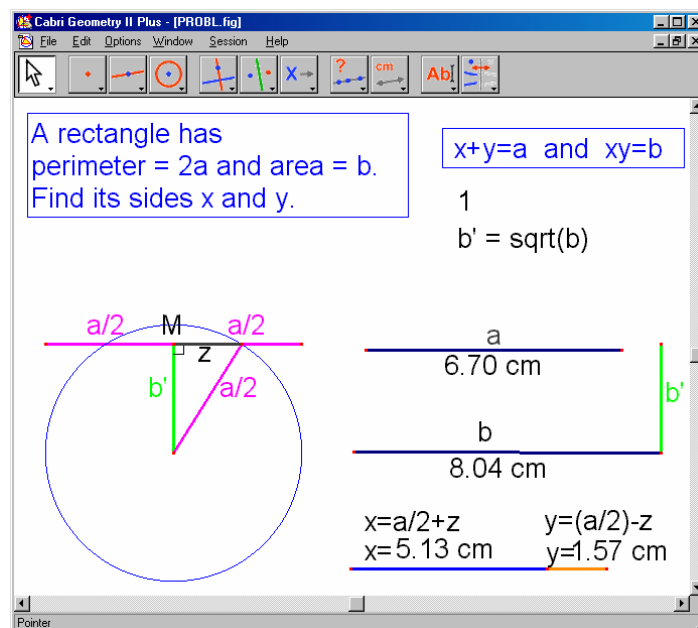 Cabri Geometry II Plus - [PROBL.fig]
File Edit Options Window Session Help
? cm Ab
A rectangle has
perimeter = 2a and area = b.
Find its sides x and y.
x+y=a and xy=b
1
b' = sqrt(b)
a/2 M a/2
z
b' a/2
a
6.70 cm
b'
b
8.04 cm
x=a/2+z y=(a/2)-z
x= 5.13 cm y=1.57 cm
Pointer